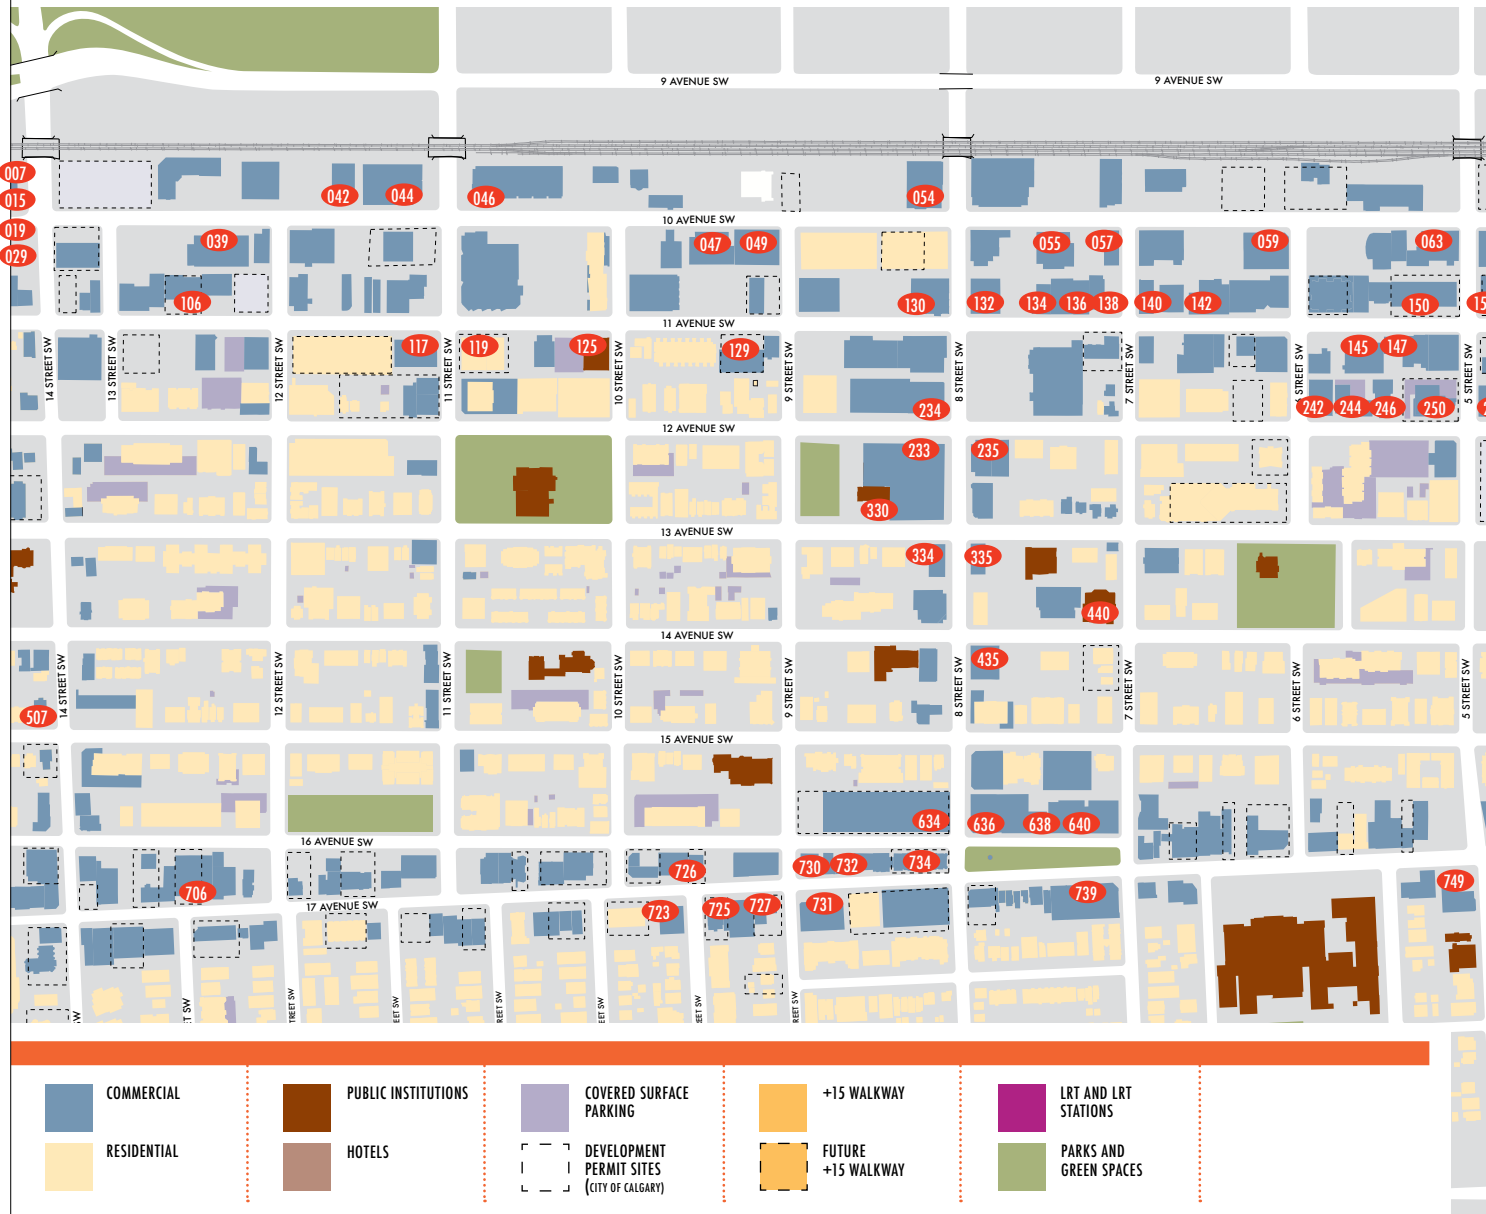 9 AVENUE SW
9 AVENUE SW
007
015
019
029
042
044
046
054
10 AVENUE SW
039
047
049
055
057
059
063
106
130
132
134
136
138
140
142
150
11 AVENUE SW
14 STREET SW
13 STREET SW
12 STREET SW
11 STREET SW
10 STREET SW
9 STREET SW
8 STREET SW
7 STREET SW
6 STREET SW
5 STREET SW
117
119
125
129
145
147
234
242
244
246
250
12 AVENUE SW
233
235
330
13 AVENUE SW
334
335
440
14 AVENUE SW
14 STREET SW
12 STREET SW
11 STREET SW
10 STREET SW
9 STREET SW
8 STREET SW
7 STREET SW
6 STREET SW
5 STREET SW
435
507
15 AVENUE SW
634
636
638
640
16 AVENUE SW
706
726
730
732
734
17 AVENUE SW
723
725
727
731
739
749
COMMERCIAL
RESIDENTIAL
PUBLIC INSTITUTIONS
HOTELS
COVERED SURFACE
PARKING
DEVELOPMENT
PERMIT SITES
(CITY OF CALGARY)
+15 WALKWAY
FUTURE
+15 WALKWAY
LRT AND LRT
STATIONS
PARKS AND
GREEN SPACES